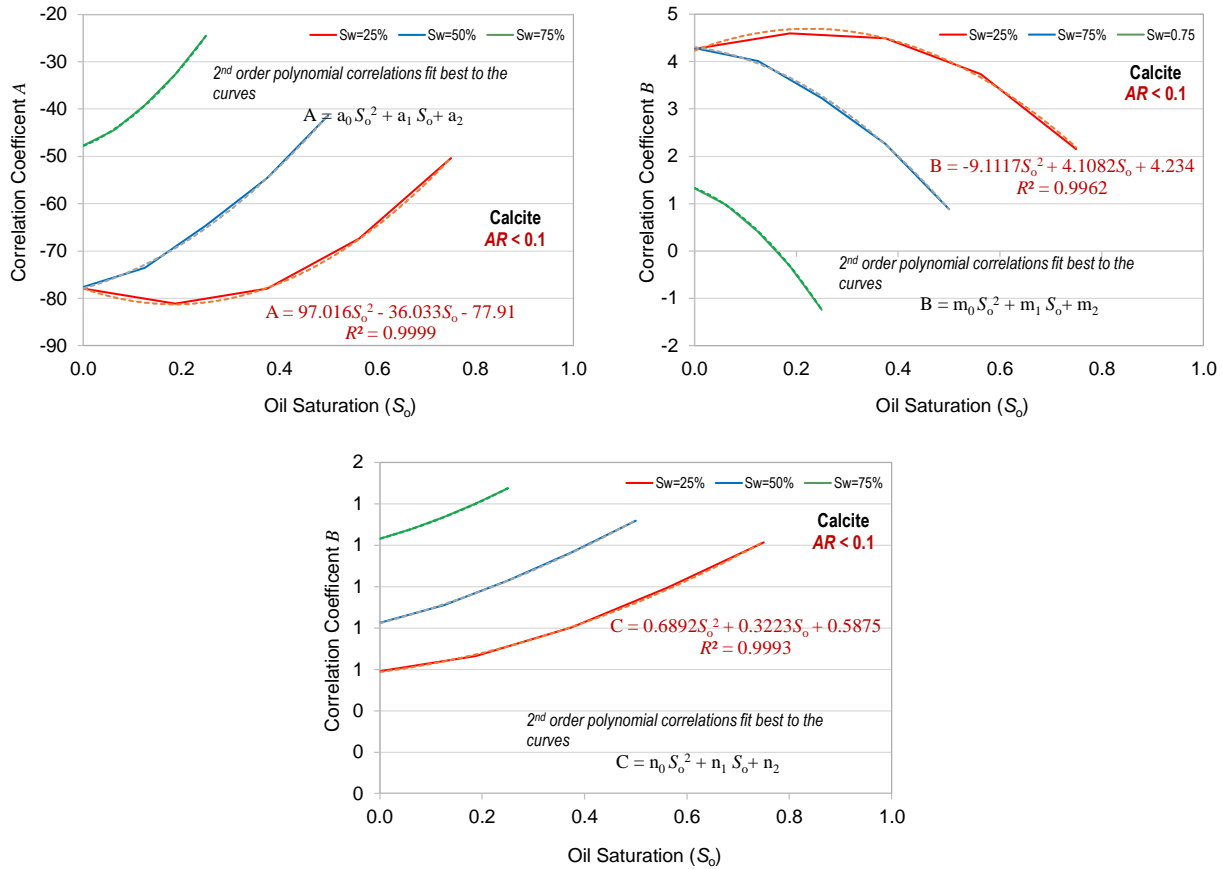 -20
-30
-40
-50
-60
-70
-80
-90
Correlation Coefficent A
Sw=25% Sw=50% Sw=75%
2nd order polynomial correlations fit best to the
curves
A = a0 So2 + a1 So+ a2
Calcite
AR < 0.1
A = 97.016So2 - 36.033So - 77.91
R2 = 0.9999
0.0 0.2 0.4 0.6 0.8 1.0
Oil Saturation (So)
5
4
3
2
1
0
-1
-2
Correlation Coefficent B
Sw=25% Sw=75% Sw=0.75
Calcite
AR < 0.1
B = -9.1117So2 + 4.1082So + 4.234
R2 = 0.9962
2nd order polynomial correlations fit best to the
curves
B = m0 So2 + m1 So+ m2
0.0 0.2 0.4 0.6 0.8 1.0
Oil Saturation (So)
2
1
1
1
1
1
0
0
0
Correlation Coefficent B
Sw=25% Sw=50% Sw=75%
Calcite
AR < 0.1
C = 0.6892So2 + 0.3223So + 0.5875
R2 = 0.9993
2nd order polynomial correlations fit best to the
curves
C = n0 So2 + n1 So+ n2
0.0 0.2 0.4 0.6 0.8 1.0
Oil Saturation (So)